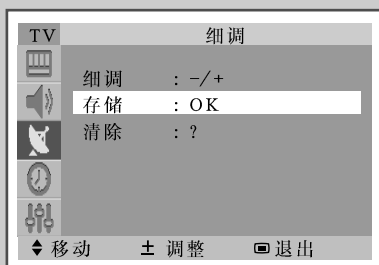 TV 细调
细调 : -/+
存储 : OK
清除 : ?
移动 ± 调整 退出